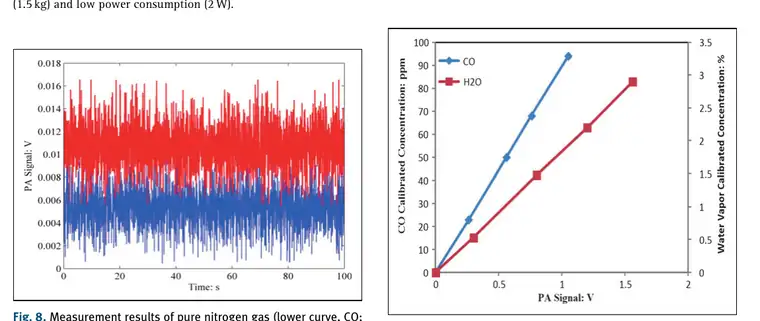 (1.5 kg) and low power consumption (2 W).
0.018
0.016
0.014
0.012
0.01
0.008
0.006
0.004
0.002
0
PA Signal: V
0 20 40 60 80 100
Time: s
Fig. 8. Measurement results of pure nitrogen gas (lower curve, CO:
100
90
80
70
60
50
40
30
20
10
0
CO Calibrated Concentration: ppm
CO
H2O
3.5
3
2.5
2
1.5
1
0.5
0
Water Vapor Calibrated Concentration: %
0 0.5 1 1.5 2
PA Signal: V